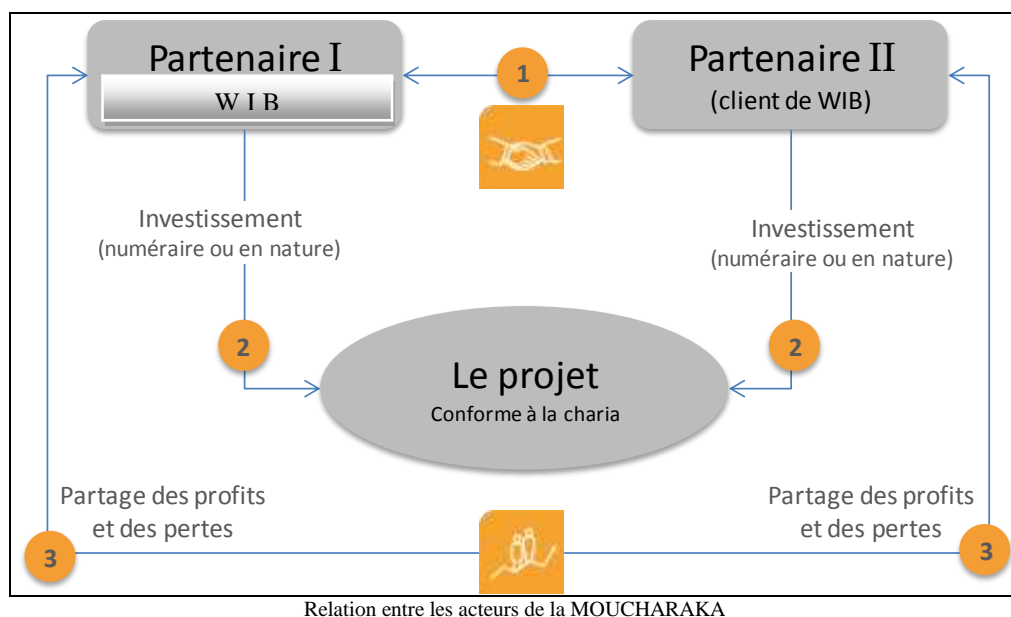 Partenaire I
W I B
1
Partenaire II
(client de WIB)
Investissement
(numéraire ou en nature)
Investissement
(numéraire ou en nature)
2
2
Le projet
Conforme à la charia
Partage des profits
et des pertes
Partage des profits
et des pertes
3
3
Relation entre les acteurs de la MOUCHARAKA